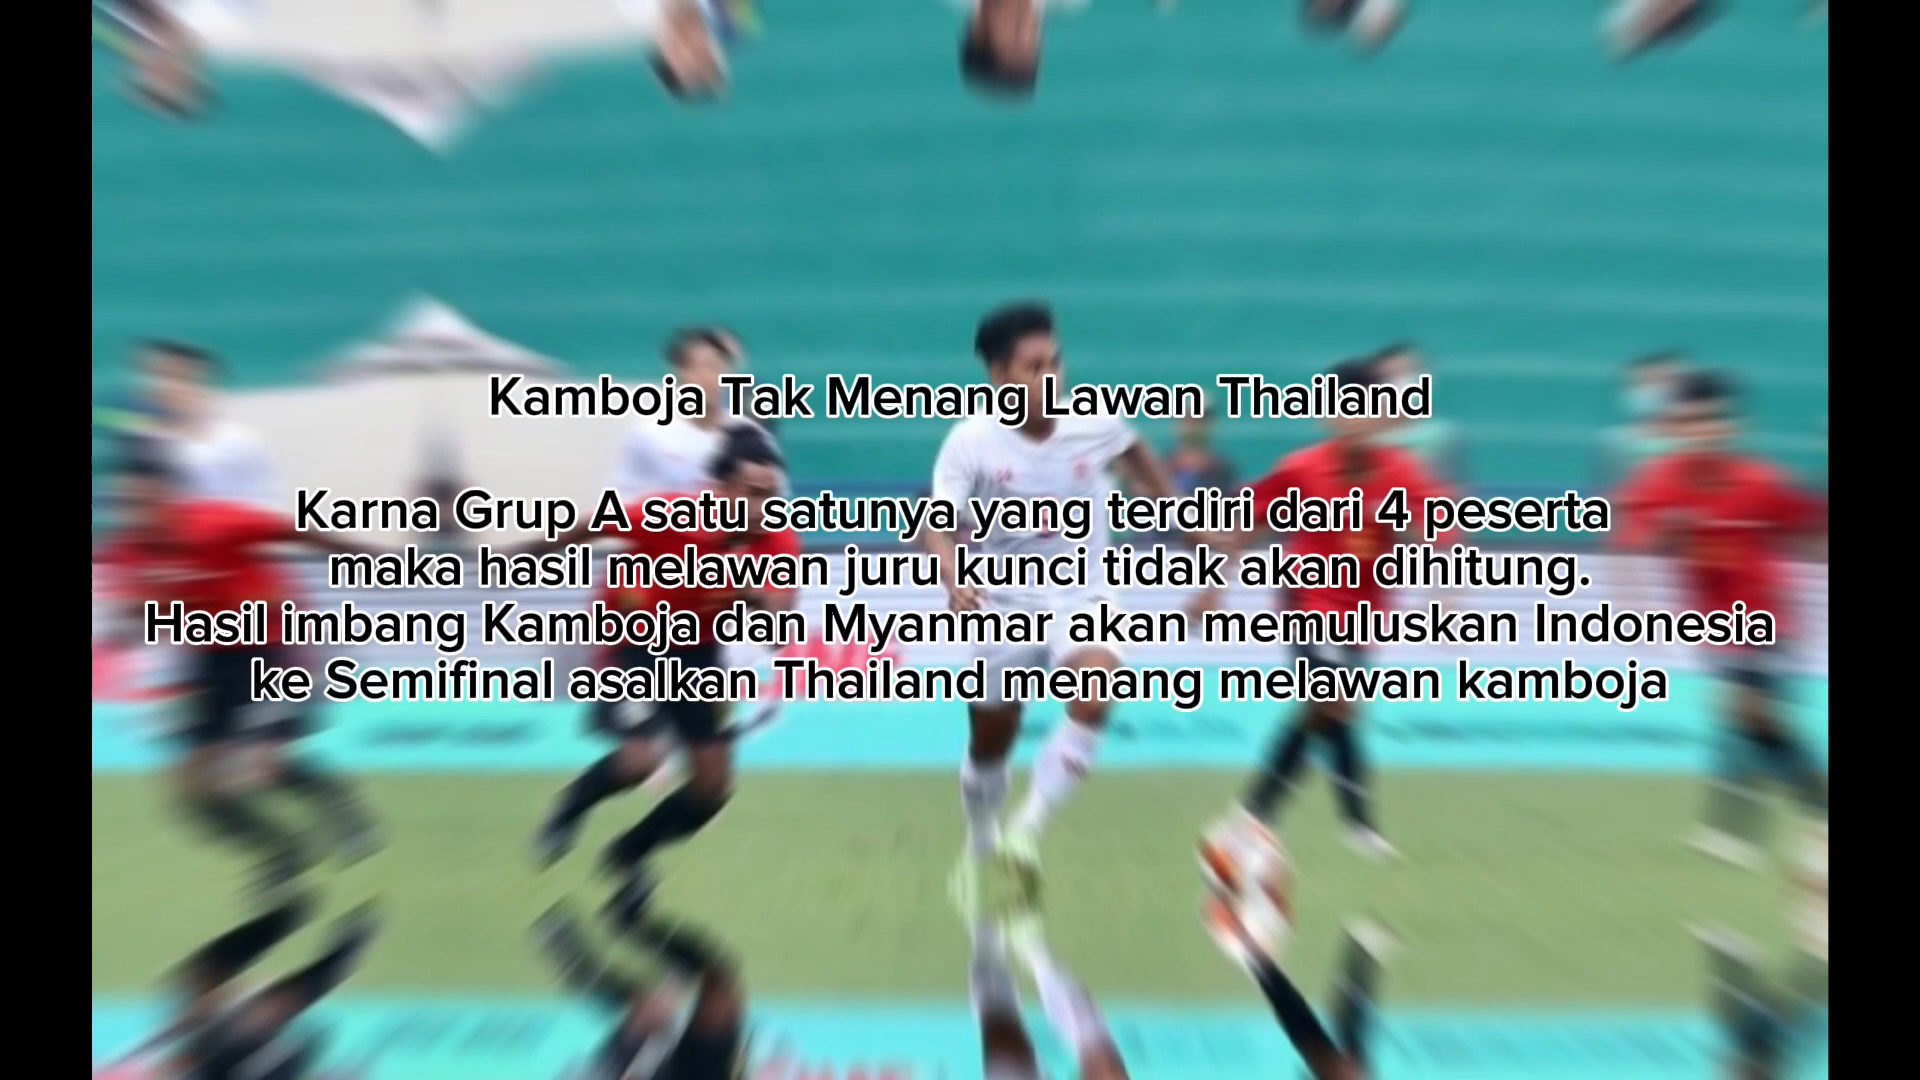 Kamboja Tak Menang Lawan Thailand
Karna Grup A satu satunya yang terdiri dari 4 peserta
maka hasil melawan juru kunci tidak akan dihitung.
Hasil imbang Kamboja dan Myanmar akan memuluskan Indonesia
ke Semifinal asalkan Thailand menang melawan kamboja